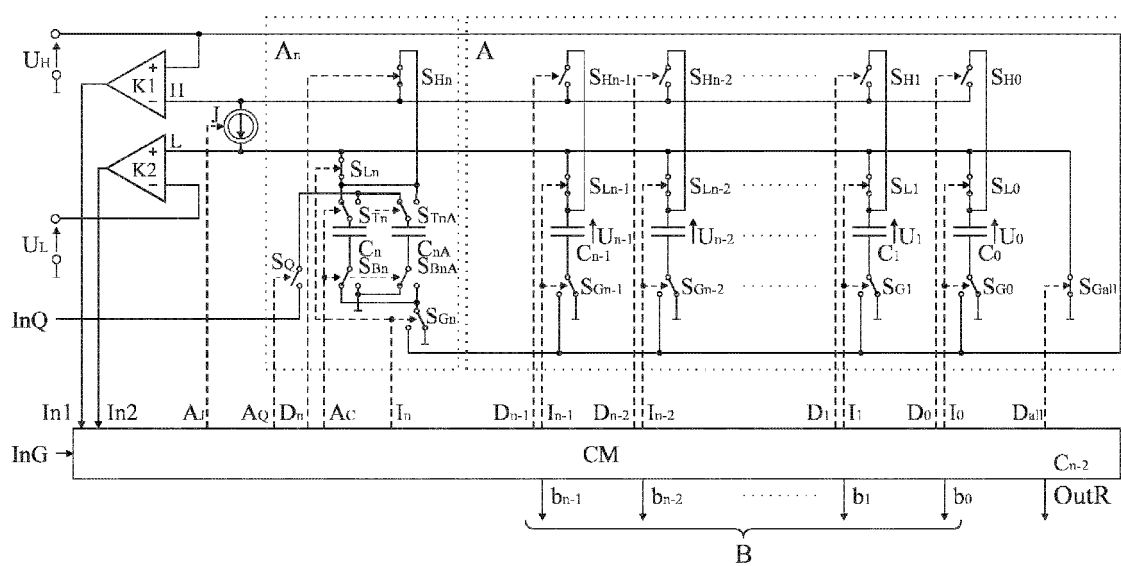 An A
UH K1 H SHn SHn-1 SHn-2 SH1 SH0
J
K2 L SLn SLn-1 SLn-2 SL1 SL0
UL STn STnA Un-1 Un-2 U1 U0
Cn CnA Cn-1 C1 C0
SQ SBn SBnA SGn-1 SGn-2 SG1 SG0 SGall
InQ SGn
In1 In2 AJ AQ Dn AC In Dn-1 In-1 Dn-2 In-2 D1 I1 D0 I0 Dall
InG CM Cn-2
bn-1 bn-2 b1 b0 OutR
B